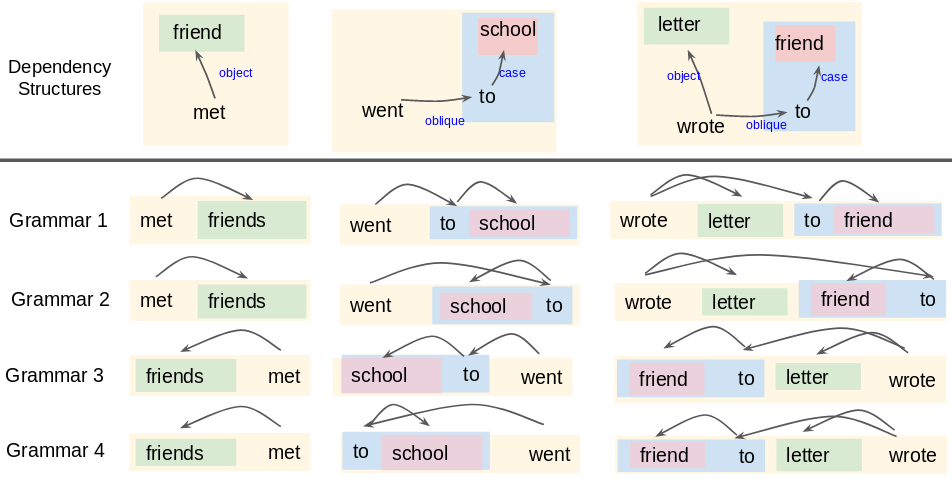 Dependency
Structures
friend
object
met
school
case
to
went
oblique
letter
friend
object
case
to
wrote
oblique
Grammar 1
met friends
went to school
wrote letter to friend
Grammar 2
met friends
went school to
wrote letter friend to
Grammar 3
friends met
school to went
friend to letter wrote
Grammar 4
friends met
to school went
friend to letter wrote